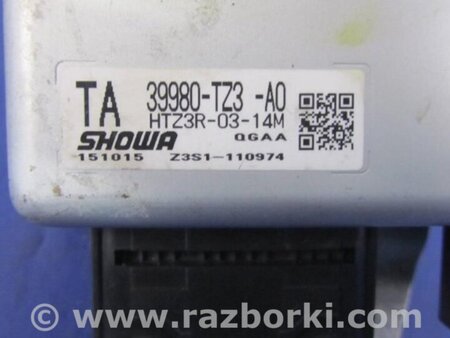 TA 39980-TZ3 -A0
HTZ3R-03-14M
SHOWA QGAA
151015 Z3S1-110974
© www.razborki.com